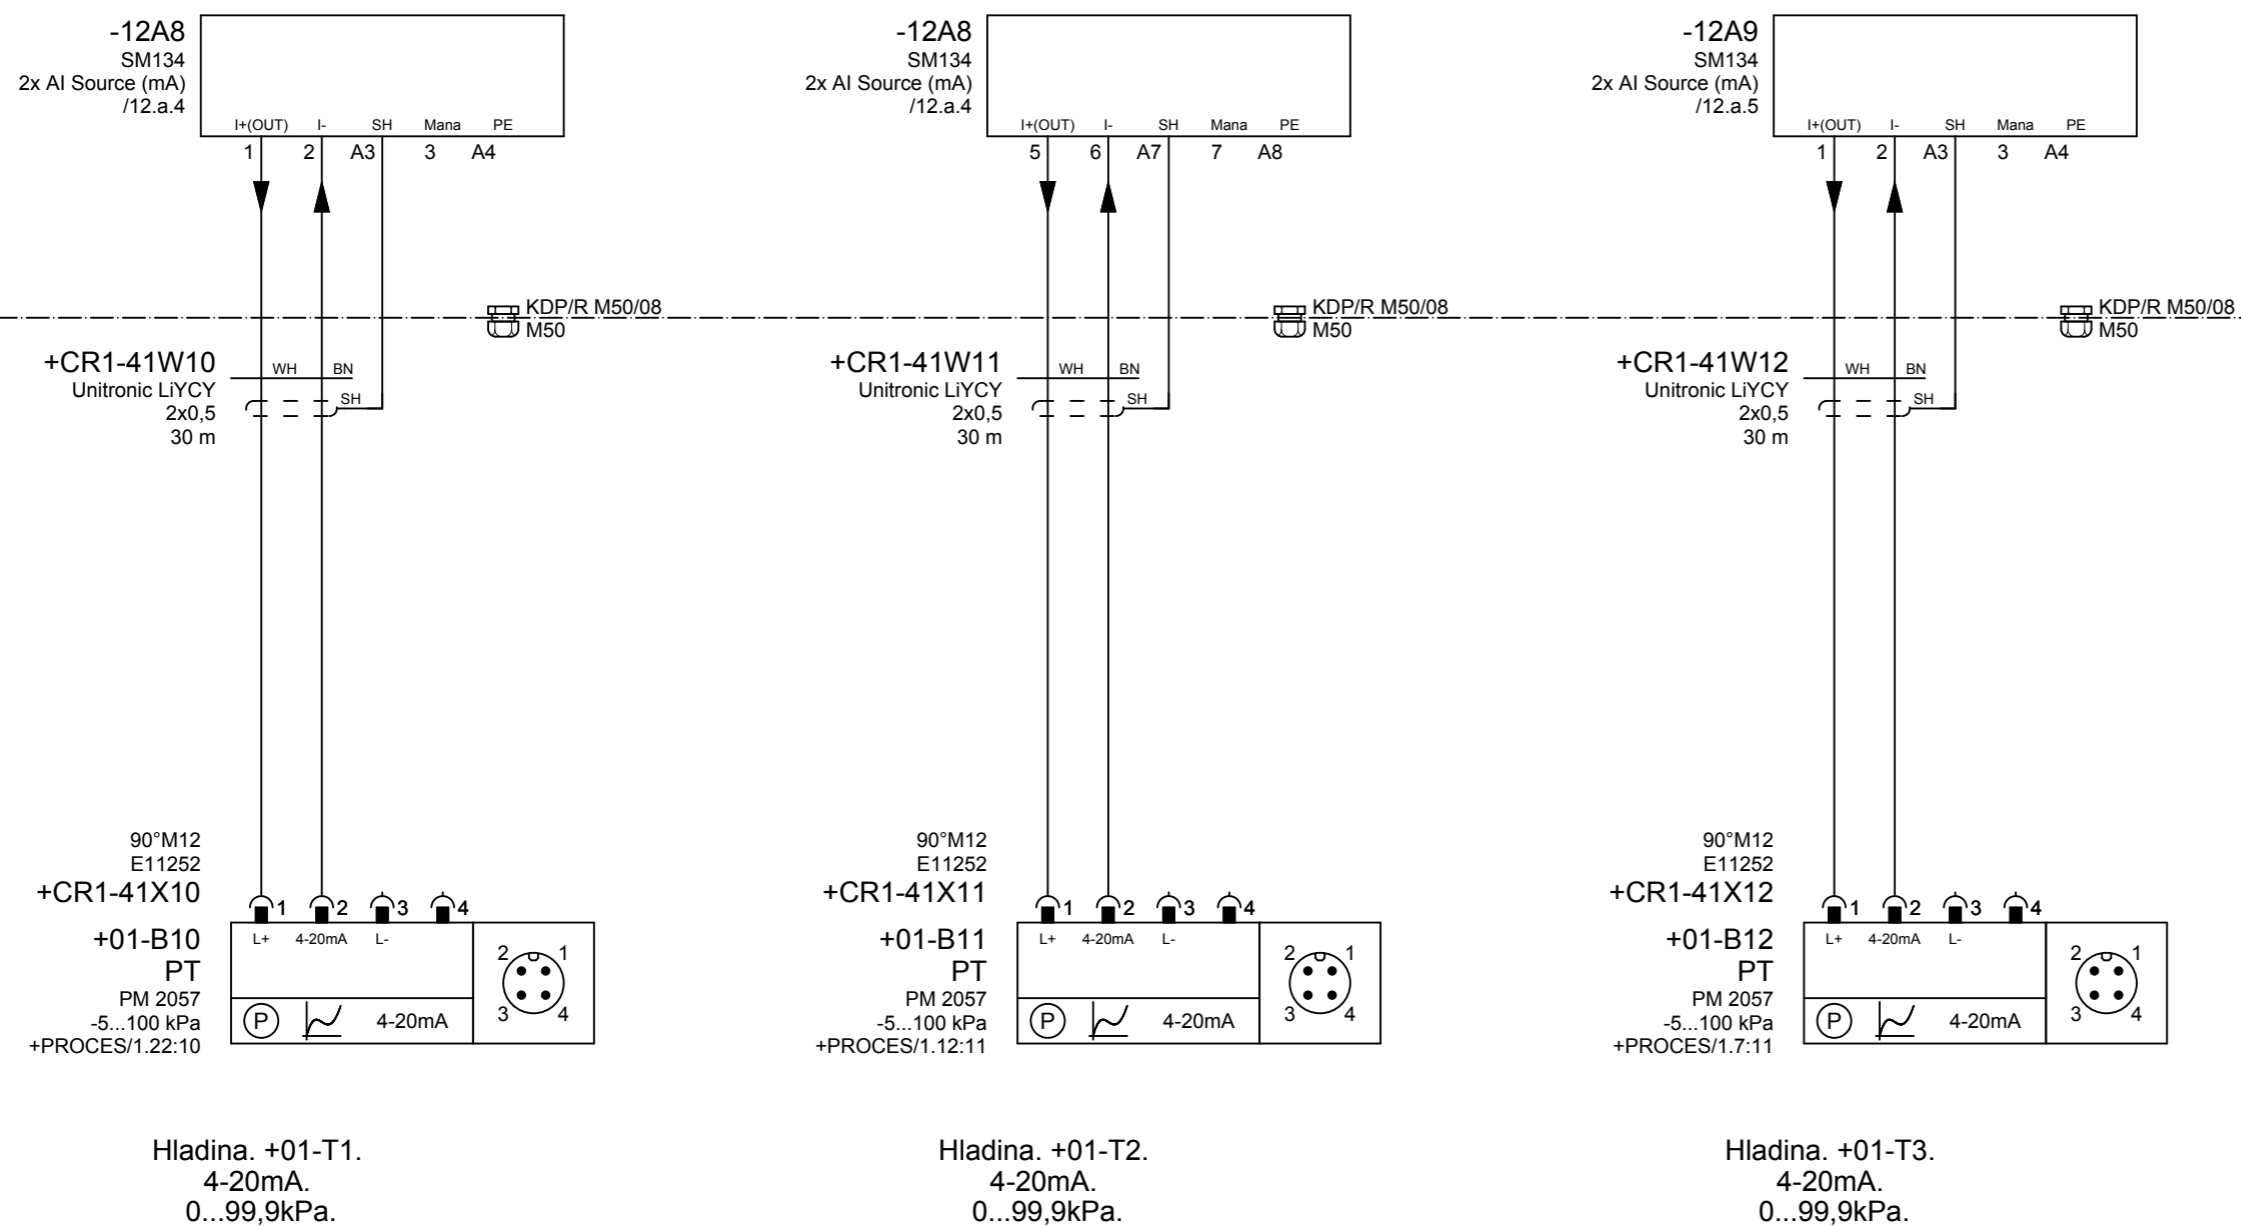 -12A8
SM134
2x AI Source (mA)
/12.a.4
I+(OUT) I- SH Mana PE
1 2 A3 3 A4
KDP/R M50/08
M50
+CR1-41W10
Unitronic LiYCY
2x0,5
30 m
WH BN
SH
90°M12
E11252
+CR1-41X10
1 2 3 4
+01-B10
PT
PM 2057
-5...100 kPa
+PROCES/1.22:10
L+ 4-20mA L-
P 4-20mA
2 1
3 4
Hladina. +01-T1.
4-20mA.
0...99,9kPa.
-12A8
SM134
2x AI Source (mA)
/12.a.4
I+(OUT) I- SH Mana PE
5 6 A7 7 A8
KDP/R M50/08
M50
+CR1-41W11
Unitronic LiYCY
2x0,5
30 m
WH BN
SH
90°M12
E11252
+CR1-41X11
1 2 3 4
+01-B11
PT
PM 2057
-5...100 kPa
+PROCES/1.12:11
L+ 4-20mA L-
P 4-20mA
2 1
3 4
Hladina. +01-T2.
4-20mA.
0...99,9kPa.
-12A9
SM134
2x AI Source (mA)
/12.a.5
I+(OUT) I- SH Mana PE
1 2 A3 3 A4
KDP/R M50/08
M50
+CR1-41W12
Unitronic LiYCY
2x0,5
30 m
WH BN
SH
90°M12
E11252
+CR1-41X12
1 2 3 4
+01-B12
PT
PM 2057
-5...100 kPa
+PROCES/1.7:11
L+ 4-20mA L-
P 4-20mA
2 1
3 4
Hladina. +01-T3.
4-20mA.
0...99,9kPa.